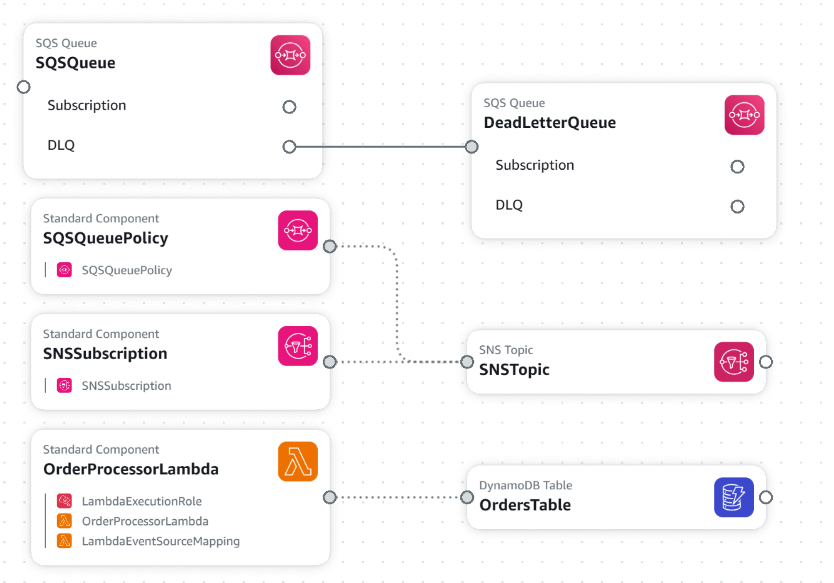 SQS Queue
SQSQueue
Subscription
DLQ
SQS Queue
DeadLetterQueue
Subscription
DLQ
Standard Component
SQSQueuePolicy
SQSQueuePolicy
Standard Component
SNSSubscription
SNSSubscription
SNS Topic
SNSTopic
Standard Component
OrderProcessorLambda
LambdaExecutionRole
OrderProcessorLambda
LambdaEventSourceMapping
DynamoDB Table
OrdersTable